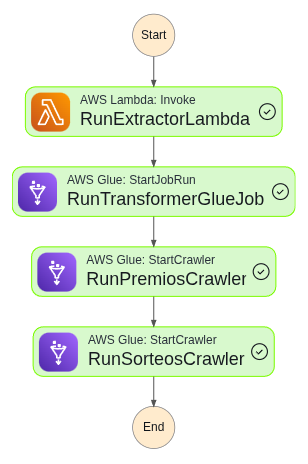 Start
AWS Lambda: Invoke
RunExtractorLambda
AWS Glue: StartJobRun
RunTransformerGlueJob
AWS Glue: StartCrawler
RunPremiosCrawler
AWS Glue: StartCrawler
RunSorteosCrawler
End